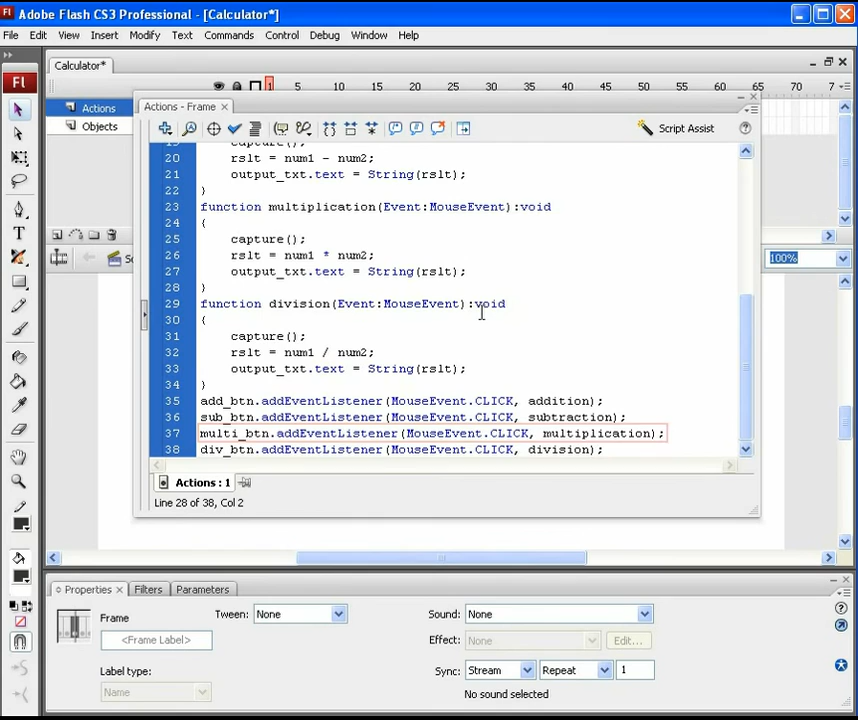 Adobe Flash CS3 Professional - [Calculator*]
File Edit View Insert Modify Text Commands Control Debug Window Help
Calculator*
1 5 10 15 20 25 30 35 40 45 50 55 60 65 70 7
Actions
Objects
Actions - Frame
Script Assist
capture();
20 rslt = num1 - num2;
21 output_txt.text = String(rslt);
22 }
23 function multiplication(Event:MouseEvent):void
24 {
25 capture();
26 rslt = num1 * num2;
27 output_txt.text = String(rslt);
28 }
29 function division(Event:MouseEvent):void
30 {
31 capture();
32 rslt = num1 / num2;
33 output_txt.text = String(rslt);
34 }
35 add_btn.addEventListener(MouseEvent.CLICK, addition);
36 sub_btn.addEventListener(MouseEvent.CLICK, subtraction);
37 multi_btn.addEventListener(MouseEvent.CLICK, multiplication);
38 div_btn.addEventListener(MouseEvent.CLICK, division);
Actions : 1
Line 28 of 38, Col 2
100%
Properties Filters Parameters
Frame
<Frame Label>
Label type:
Name
Tween: None
Sound: None
Effect: None Edit...
Sync: Stream Repeat 1
No sound selected